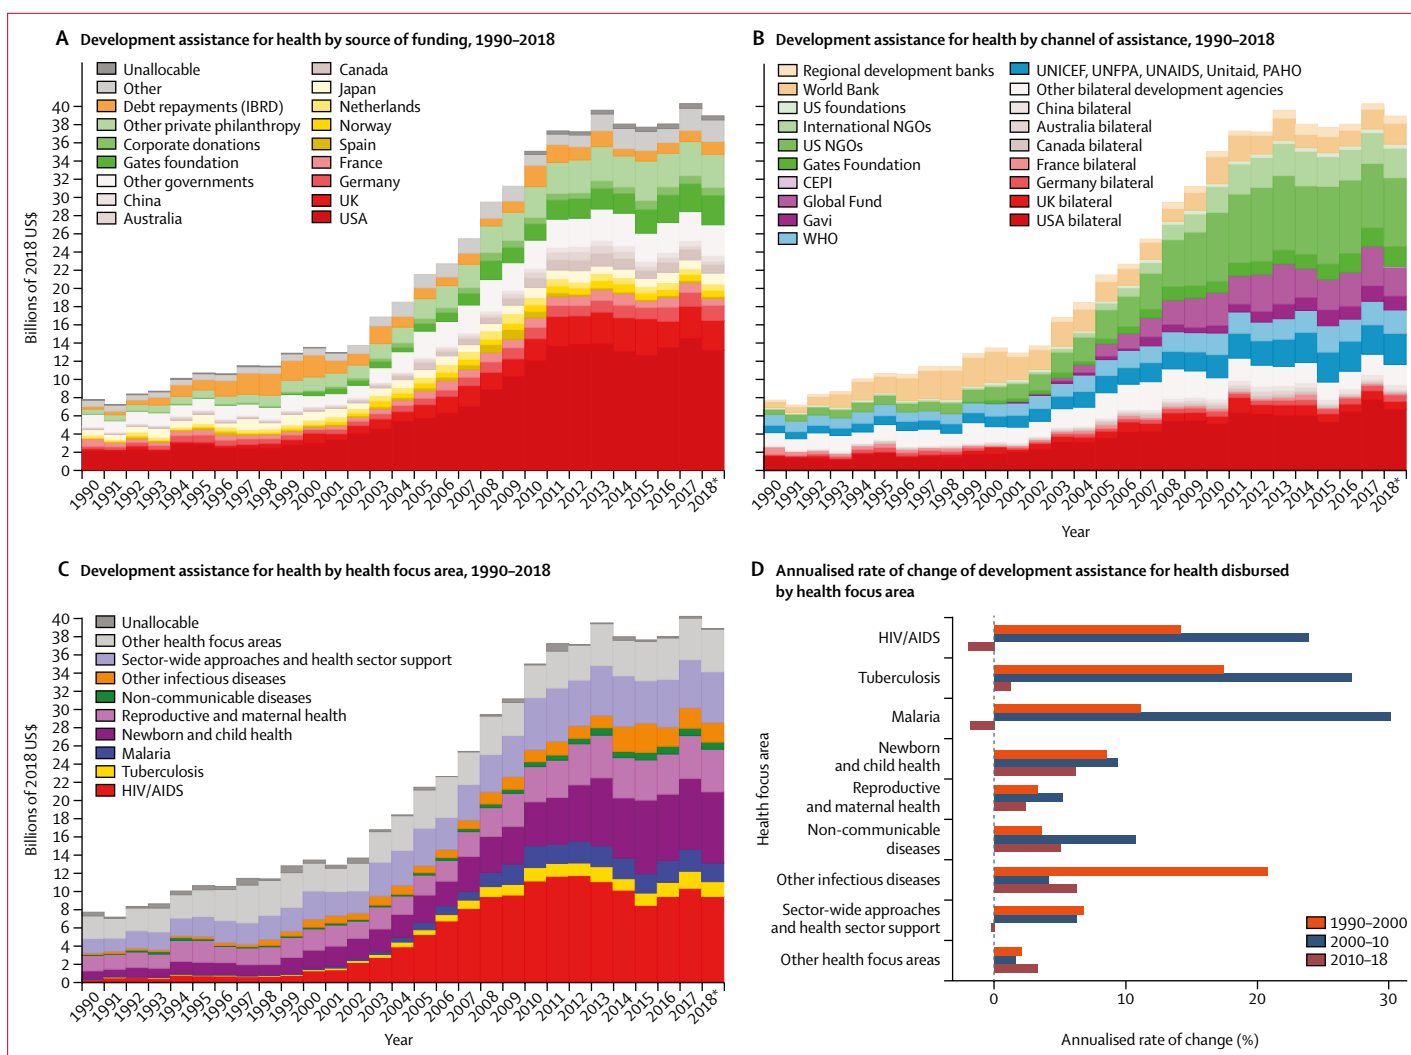 A Development assistance for health by source of funding, 1990–2018
Unallocable
Other
Debt repayments (IBRD)
Other private philanthropy
Corporate donations
Gates foundation
Other governments
China
Australia
Canada
Japan
Netherlands
Norway
Spain
France
Germany
UK
USA
Billions of 2018 US$
40
38
36
34
32
30
28
26
24
22
20
18
16
14
12
10
8
6
4
2
0
1990
1991
1992
1993
1994
1995
1996
1997
1998
1999
2000
2001
2002
2003
2004
2005
2006
2007
2008
2009
2010
2011
2012
2013
2014
2015
2016
2017
2018*
B Development assistance for health by channel of assistance, 1990–2018
Regional development banks
World Bank
US foundations
International NGOs
US NGOs
Gates Foundation
CEPI
Global Fund
Gavi
WHO
UNICEF, UNFPA, UNAIDS, Unitaid, PAHO
Other bilateral development agencies
China bilateral
Australia bilateral
Canada bilateral
France bilateral
Germany bilateral
UK bilateral
USA bilateral
1990
1991
1992
1993
1994
1995
1996
1997
1998
1999
2000
2001
2002
2003
2004
2005
2006
2007
2008
2009
2010
2011
2012
2013
2014
2015
2016
2017
2018*
Year
C Development assistance for health by health focus area, 1990–2018
Unallocable
Other health focus areas
Sector-wide approaches and health sector support
Other infectious diseases
Non-communicable diseases
Reproductive and maternal health
Newborn and child health
Malaria
Tuberculosis
HIV/AIDS
Billions of 2018 US$
40
38
36
34
32
30
28
26
24
22
20
18
16
14
12
10
8
6
4
2
0
1990
1991
1992
1993
1994
1995
1996
1997
1998
1999
2000
2001
2002
2003
2004
2005
2006
2007
2008
2009
2010
2011
2012
2013
2014
2015
2016
2017
2018*
Year
D Annualised rate of change of development assistance for health disbursed
by health focus area
Health focus area
HIV/AIDS
Tuberculosis
Malaria
Newborn
and child health
Reproductive
and maternal health
Non-communicable
diseases
Other infectious diseases
Sector-wide approaches
and health sector support
Other health focus areas
1990–2000
2000–10
2010–18
0
10
20
30
Annualised rate of change (%)